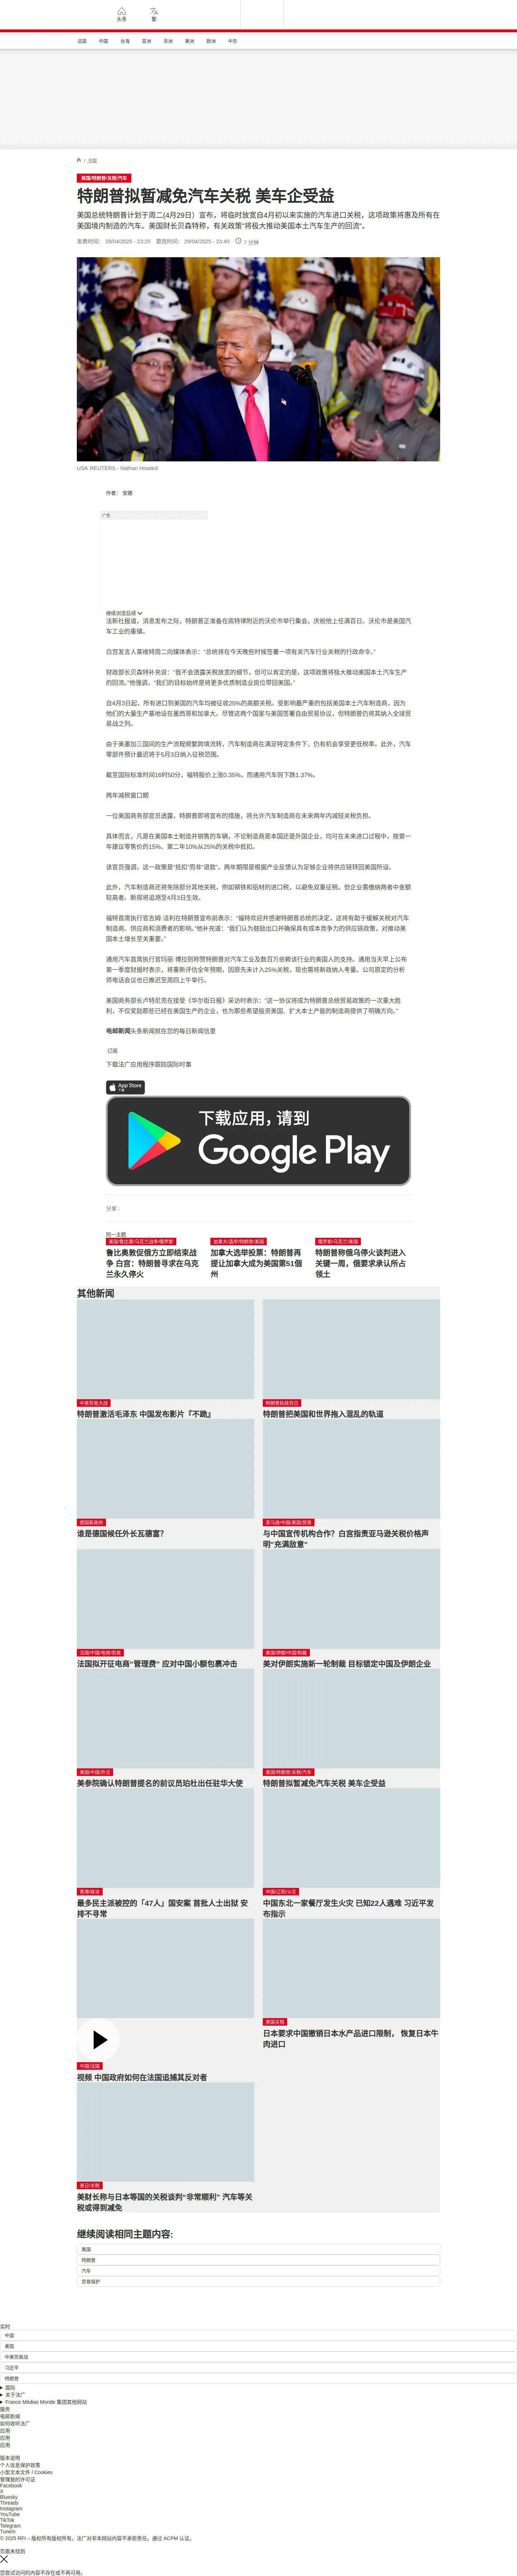 头条
繁
法国
中国
台海
亚洲
非洲
美洲
欧洲
中东
/ 中国
美国/特朗普/关税/汽车
特朗普拟暂减免汽车关税 美车企受益
美国总统特朗普计划于周二(4月29日）宣布，将临时放宽自4月初以来实施的汽车进口关税，这项政策将惠及所有在
美国境内制造的汽车。美国财长贝森特称，有关政策"将极大推动美国本土汽车生产的回流"。
发表时间： 29/04/2025 - 23:25 更改时间： 29/04/2025 - 23:40 7 分钟
USA REUTERS - Nathan Howard
作者： 安娜
广告
继续浏览后续
法新社报道，消息发布之际，特朗普正准备在底特律附近的沃伦市举行集会，庆祝他上任满百日。沃伦市是美国汽
车工业的重镇。
白宫发言人莱维特周二向媒体表示："总统将在今天晚些时候签署一项有关汽车行业关税的行政命令。"
财政部长贝森特补充说："我不会透露关税放宽的细节，但可以肯定的是，这项政策将极大推动美国本土汽车生产
的回流。"他强调，"我们的目标始终是将更多优质制造业岗位带回美国。"
自4月3日起，所有进口到美国的汽车均被征收25%的高额关税。受影响最严重的包括美国本土汽车制造商，因为
他们的大量生产基地设在墨西哥和加拿大。尽管这两个国家与美国签署自由贸易协议，但特朗普仍将其纳入全球贸
易战之列。
由于美墨加三国间的生产流程频繁跨境流转，汽车制造商在满足特定条件下，仍有机会享受更低税率。此外，汽车
零部件预计最迟将于5月3日纳入征税范围。
截至国际标准时间16时50分，福特股价上涨0.35%，而通用汽车则下跌1.37%。
两年减税窗口期
一位美国商务部官员透露，特朗普即将宣布的措施，将允许汽车制造商在未来两年内减轻关税负担。
具体而言，凡是在美国本土制造并销售的车辆，不论制造商是本国还是外国企业，均可在未来进口过程中，按第一
年建议零售价的15%、第二年10%从25%的关税中抵扣。
该官员强调，这一政策是"抵扣"而非"退款"。两年期限是根据产业反馈认为足够企业将供应链转回美国所设。
此外，汽车制造商还将免除部分其他关税，例如钢铁和铝材的进口税，以避免双重征税。但企业需缴纳两者中金额
较高者。新规将追溯至4月3日生效。
福特首席执行官吉姆·法利在特朗普宣布前表示："福特欢迎并感谢特朗普总统的决定，这将有助于缓解关税对汽车
制造商、供应商和消费者的影响。"他补充道："我们认为鼓励出口并确保具有成本竞争力的供应链政策，对推动美
国本土增长至关重要。"
通用汽车首席执行官玛丽·博拉则称赞特朗普对汽车工业及数百万依赖该行业的美国人的支持。通用当天早上公布
第一季度财报时表示，将重新评估全年预期，因原先未计入25%关税，现也需将新政纳入考量。公司原定的分析
师电话会议也已推迟至周四上午举行。
美国商务部长卢特尼克在接受《华尔街日报》采访时表示："这一协议将成为特朗普总统贸易政策的一次重大胜
利，不仅奖励那些已经在美国生产的企业，也为那些希望投资美国、扩大本土产能的制造商提供了明确方向。"
电邮新闻头条新闻就在您的每日新闻信里
订阅
下载法广应用程序跟踪国际时事
App Store
下载
下载应用，请到
Google Play
分享 :
同一主题
美国/鲁比奥/乌克兰战争/俄罗斯
鲁比奥敦促俄方立即结束战
争 白宫：特朗普寻求在乌克
兰永久停火
加拿大/选举/特朗普/美国
加拿大选举投票：特朗普再
提让加拿大成为美国第51個
州
俄罗斯/乌克兰/美国
特朗普称俄乌停火谈判进入
关键一周，俄要求承认所占
领土
其他新闻
中美贸易大战
特朗普激活毛泽东 中国发布影片『不跪』
特朗普执政百日
特朗普把美国和世界拖入混乱的轨道
德国新政府
谁是德国候任外长瓦德富？
亚马逊/中国/美国/贸易
与中国宣传机构合作？白宫指责亚马逊关税价格声
明"充满敌意"
法国/中国/电商/贸易
法国拟开征电商"管理费" 应对中国小额包裹冲击
美国/伊朗/中国/制裁
美对伊朗实施新一轮制裁 目标锁定中国及伊朗企业
美国/中国/外交
美参院确认特朗普提名的前议员珀杜出任驻华大使
美国/特朗普/关税/汽车
特朗普拟暂减免汽车关税 美车企受益
香港/政治
最多民主派被控的「47人」国安案 首批人士出狱 安
排不寻常
中国/辽阳/火灾
中国东北一家餐厅发生火灾 已知22人遇难 习近平发
布指示
中国/法国
视频 中国政府如何在法国追捕其反对者
美国关税
日本要求中国撤销日本水产品进口限制， 恢复日本牛
肉进口
美日/关税
美财长称与日本等国的关税谈判"非常顺利" 汽车等关
税或得到减免
继续阅读相同主题内容:
美国
特朗普
汽车
贸易保护
实时
中国
美国
中美贸易战
习近平
特朗普
国际
关于法广
France Médias Monde 集团其他网站
服务
电邮新闻
如何收听法广
应用
应用
应用
版本说明
个人信息保护政策
小型文本文件 / Cookies
管理我的许可证
Facebook
X
Bluesky
Threads
Instagram
YouTube
TikTok
Telegram
TuneIn
© 2025 RFI – 版权所有版权所有。法广对非本网站内容不承担责任。通过 ACPM 认证。
页面未找到
您尝试访问的内容不存在或不再可用。